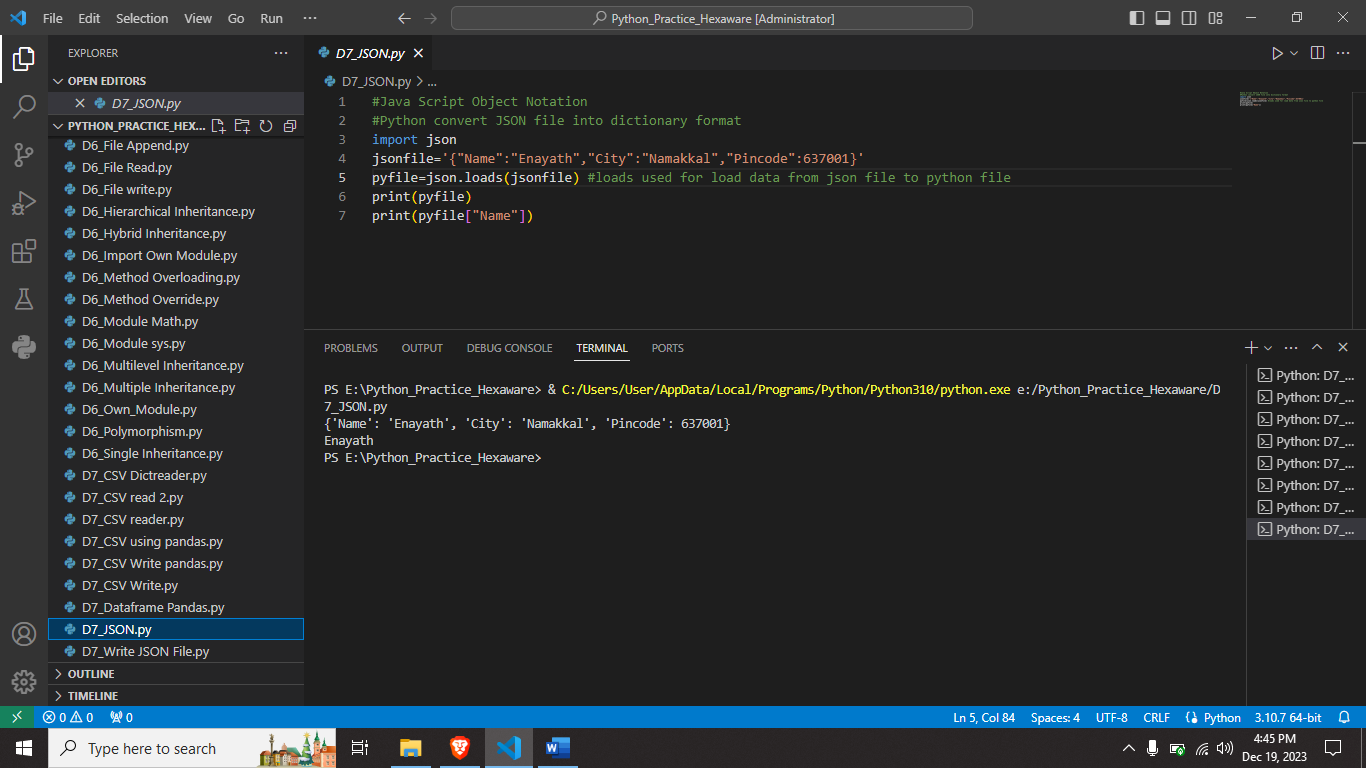 File Edit Selection View Go Run ··· Python_Practice_Hexaware [Administrator]
EXPLORER ···
OPEN EDITORS
D7_JSON.py
PYTHON_PRACTICE_HEX...
D6_File Append.py
D6_File Read.py
D6_File write.py
D6_Hierarchical Inheritance.py
D6_Hybrid Inheritance.py
D6_Import Own Module.py
D6_Method Overloading.py
D6_Method Override.py
D6_Module Math.py
D6_Module sys.py
D6_Multilevel Inheritance.py
D6_Multiple Inheritance.py
D6_Own_Module.py
D6_Polymorphism.py
D6_Single Inheritance.py
D7_CSV Dictreader.py
D7_CSV read 2.py
D7_CSV reader.py
D7_CSV using pandas.py
D7_CSV Write pandas.py
D7_CSV Write.py
D7_Dataframe Pandas.py
D7_JSON.py
D7_Write JSON File.py
OUTLINE
TIMELINE
D7_JSON.py
D7_JSON.py > ...
1 #Java Script Object Notation
2 #Python convert JSON file into dictionary format
3 import json
4 jsonfile='{"Name":"Enayath","City":"Namakkal","Pincode":637001}'
5 pyfile=json.loads(jsonfile) #loads used for load data from json file to python file
6 print(pyfile)
7 print(pyfile["Name"])
PROBLEMS OUTPUT DEBUG CONSOLE TERMINAL PORTS
PS E:\Python_Practice_Hexaware> & C:/Users/User/AppData/Local/Programs/Python/Python310/python.exe e:/Python_Practice_Hexaware/D
7_JSON.py
{'Name': 'Enayath', 'City': 'Namakkal', 'Pincode': 637001}
Enayath
PS E:\Python_Practice_Hexaware>
Python: D7_...
Python: D7_...
Python: D7_...
Python: D7_...
Python: D7_...
Python: D7_...
Python: D7_...
Python: D7_...
0 0 0 Ln 5, Col 84 Spaces: 4 UTF-8 CRLF Python 3.10.7 64-bit
Type here to search
4:45 PM
Dec 19, 2023